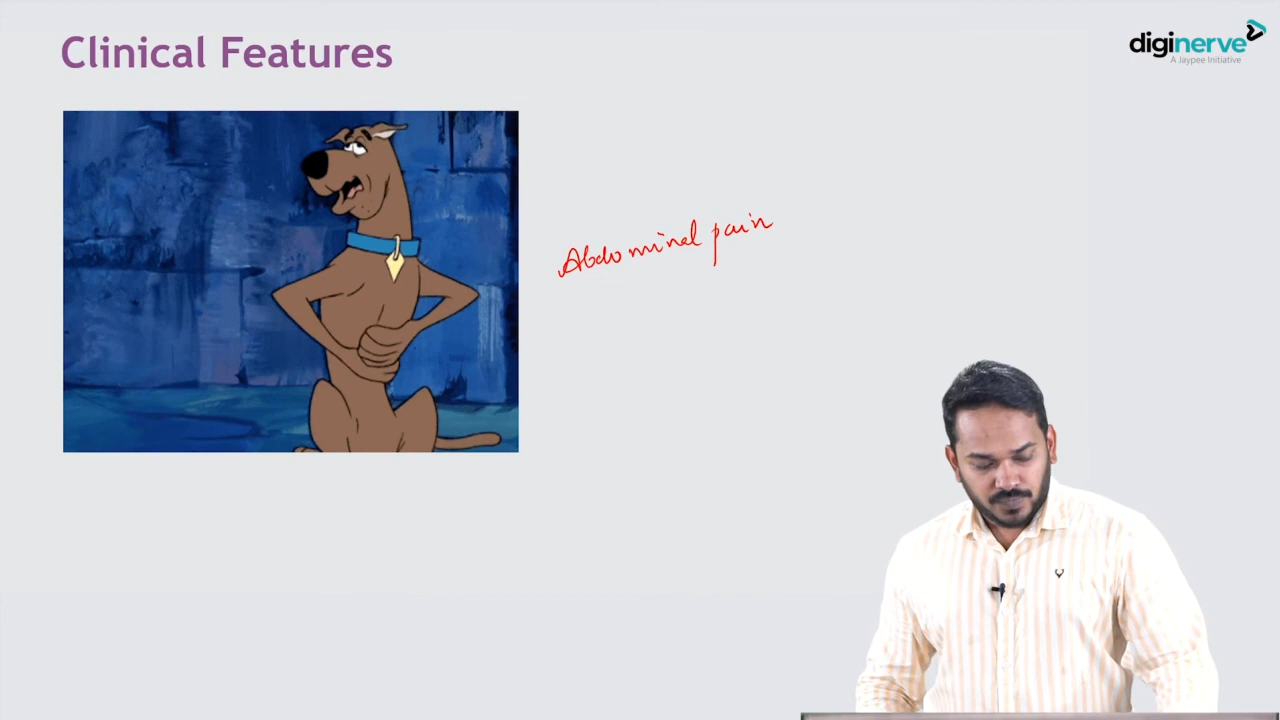 Clinical Features
diginerve
A Jaypee Initiative
Abdominal pain